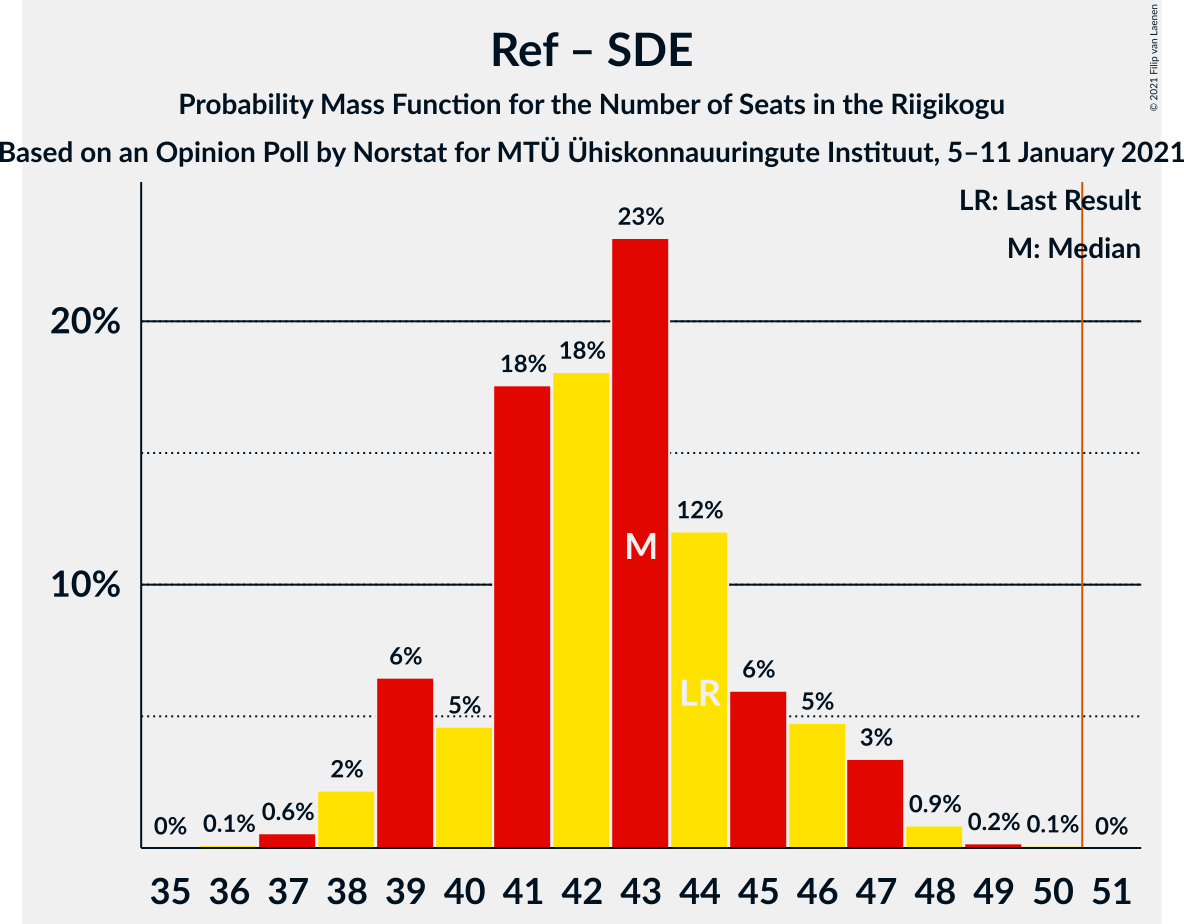 Ref – SDE
Probability Mass Function for the Number of Seats in the Riigikogu
Based on an Opinion Poll by Norstat for MTÜ Ühiskonnauuringute Instituut, 5–11 January 2021
© 2021 Filip van Laenen
LR: Last Result
M: Median
20%
10%
0%
0.1%
0.6%
2%
6%
5%
18%
18%
23%
12%
6%
5%
3%
0.9%
0.2%
0.1%
0%
M
LR
35 36 37 38 39 40 41 42 43 44 45 46 47 48 49 50 51